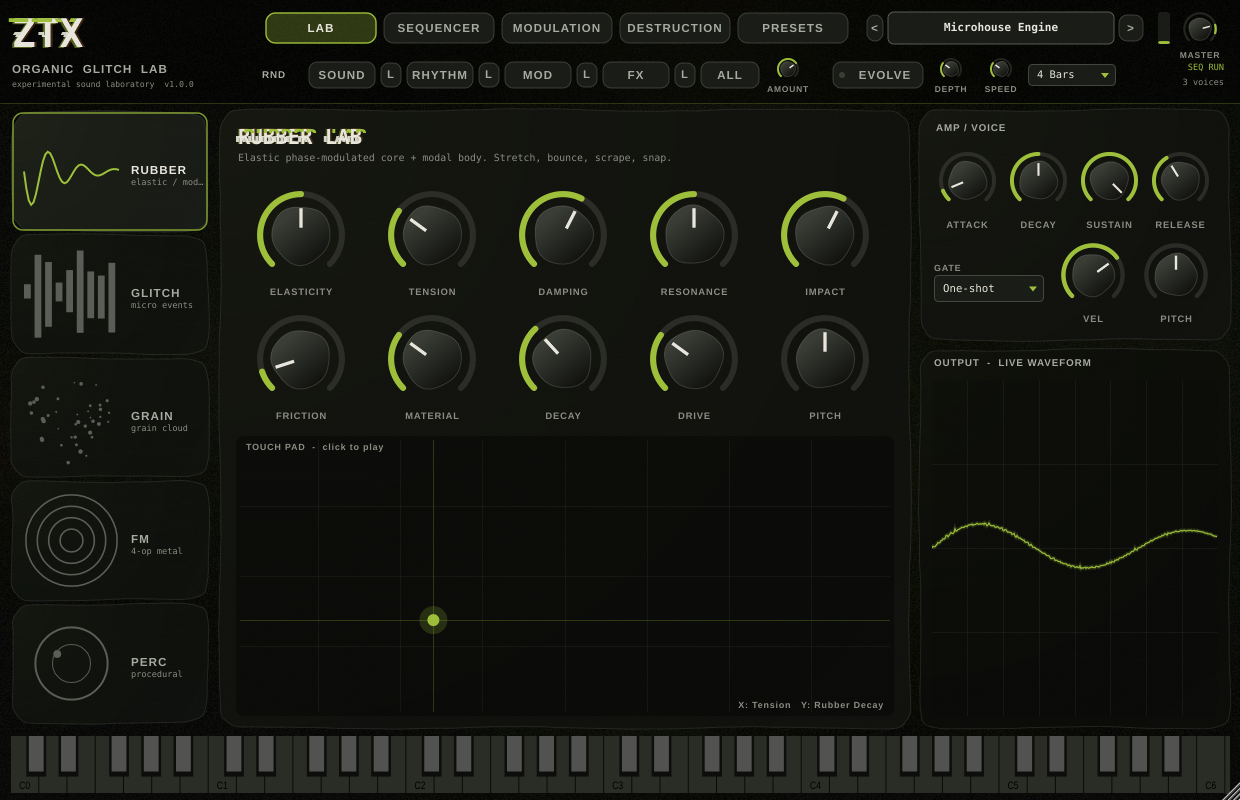 ZTX
ORGANIC GLITCH LAB
experimental sound laboratory v1.0.0
LAB
SEQUENCER
MODULATION
DESTRUCTION
PRESETS
<
Microhouse Engine
>
MASTER
SEQ RUN
3 voices
RND
SOUND
L
RHYTHM
L
MOD
L
FX
L
ALL
AMOUNT
EVOLVE
DEPTH
SPEED
4 Bars
RUBBER
elastic / mod…
GLITCH
micro events
GRAIN
grain cloud
FM
4-op metal
PERC
procedural
RUBBER LAB
Elastic phase-modulated core + modal body. Stretch, bounce, scrape, snap.
ELASTICITY
TENSION
DAMPING
RESONANCE
IMPACT
FRICTION
MATERIAL
DECAY
DRIVE
PITCH
TOUCH PAD - click to play
X: Tension Y: Rubber Decay
AMP / VOICE
ATTACK
DECAY
SUSTAIN
RELEASE
GATE
One-shot
VEL
PITCH
OUTPUT - LIVE WAVEFORM
C0
C1
C2
C3
C4
C5
C6